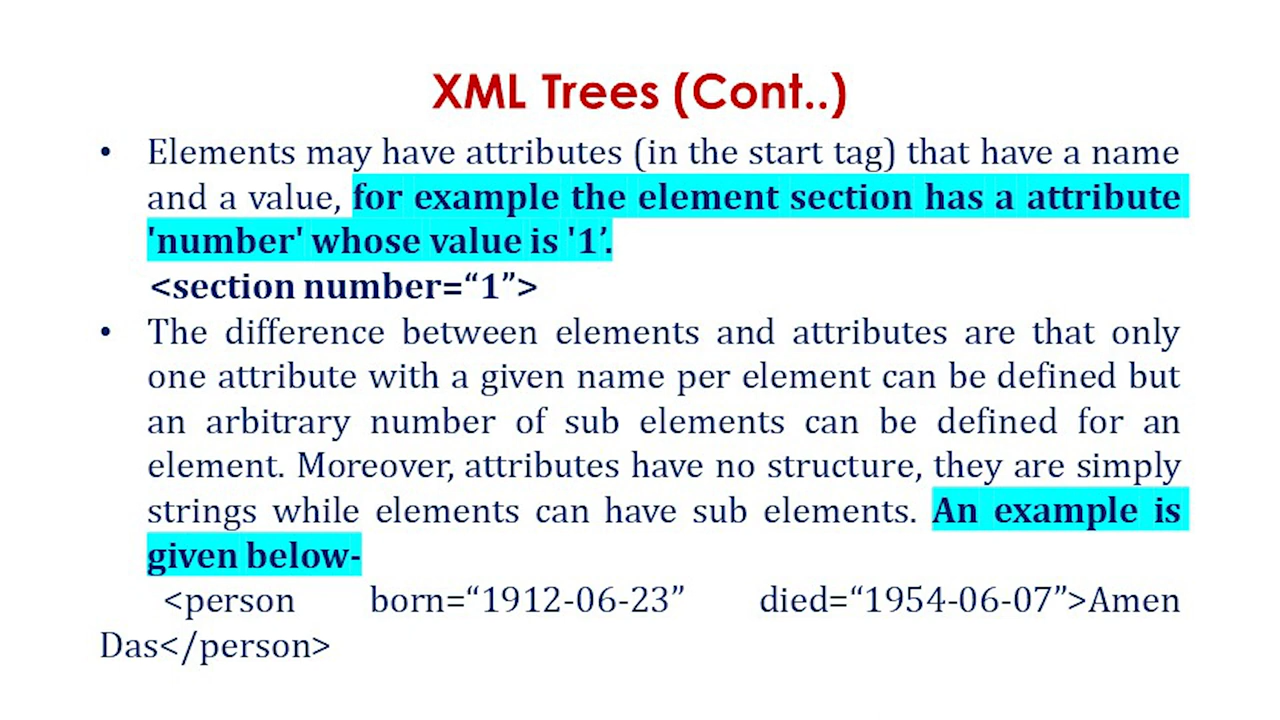 XML Trees (Cont..)
• Elements may have attributes (in the start tag) that have a name
and a value, for example the element section has a attribute
'number' whose value is '1’.
<section number=“1”>
• The difference between elements and attributes are that only
one attribute with a given name per element can be defined but
an arbitrary number of sub elements can be defined for an
element. Moreover, attributes have no structure, they are simply
strings while elements can have sub elements. An example is
given below-
<person born=“1912-06-23” died=“1954-06-07”>Amen
Das</person>